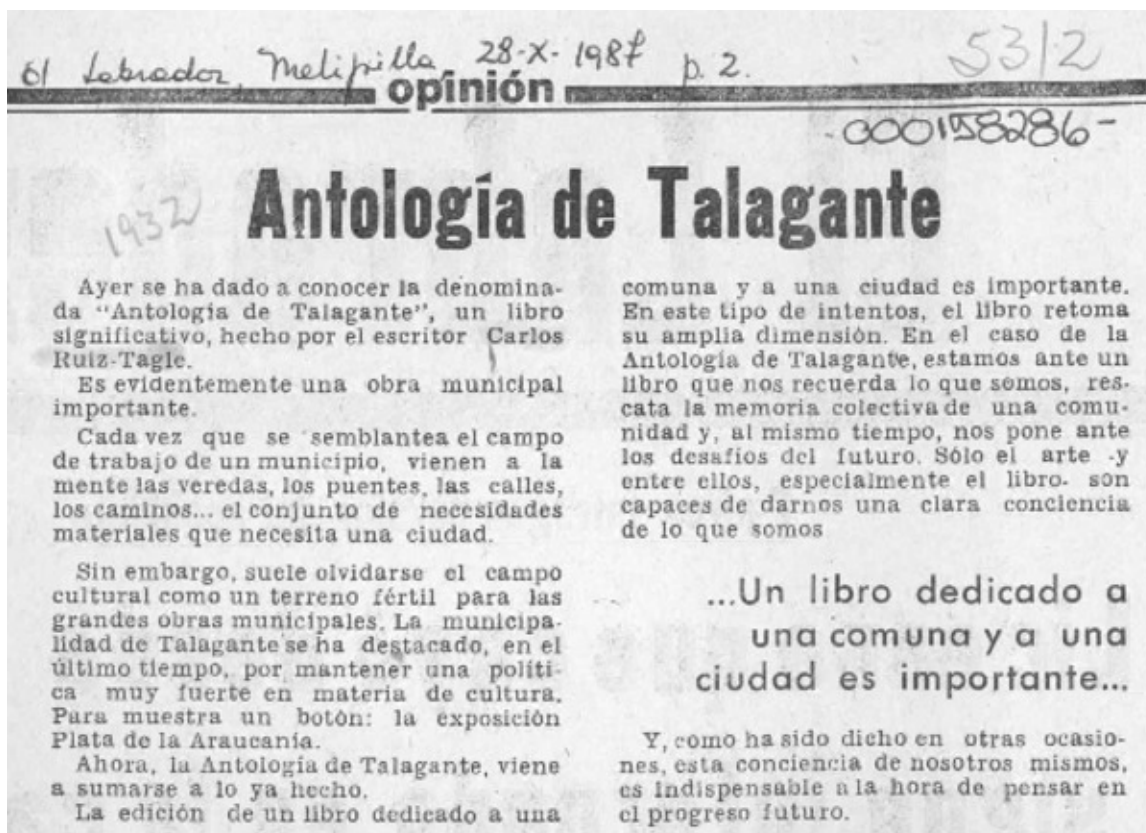 El Labrador, Melipilla 28-X-1987 p. 2.
53/2
opinión
000158286-
1932
Antología de Talagante
Ayer se ha dado a conocer la denomina-
da “Antología de Talagante”, un libro
significativo, hecho por el escritor Carlos
Ruiz-Tagle.
Es evidentemente una obra municipal
importante.
Cada vez que se semblantea el campo
de trabajo de un municipio, vienen a la
mente las veredas, los puentes, las calles,
los caminos... el conjunto de necesidades
materiales que necesita una ciudad.
Sin embargo, suele olvidarse el campo
cultural como un terreno fértil para las
grandes obras municipales. La municipa-
lidad de Talagante se ha destacado, en el
último tiempo, por mantener una políti-
ca muy fuerte en materia de cultura.
Para muestra un botón: la exposición
Plata de la Araucanía.
Ahora, la Antología de Talagante, viene
a sumarse a lo ya hecho.
La edición de un libro dedicado a una
comuna y a una ciudad es importante.
En este tipo de intentos, el libro retoma
su amplia dimensión. En el caso de la
Antología de Talagante, estamos ante un
libro que nos recuerda lo que somos, res-
cata la memoria colectiva de una comu-
nidad y, al mismo tiempo, nos pone ante
los desafíos del futuro. Sólo el arte -y
entre ellos, especialmente el libro- son
capaces de darnos una clara conciencia
de lo que somos
...Un libro dedicado a
una comuna y a una
ciudad es importante...
Y, como ha sido dicho en otras ocasio-
nes, esta conciencia de nosotros mismos,
es indispensable a la hora de pensar en
el progreso futuro.